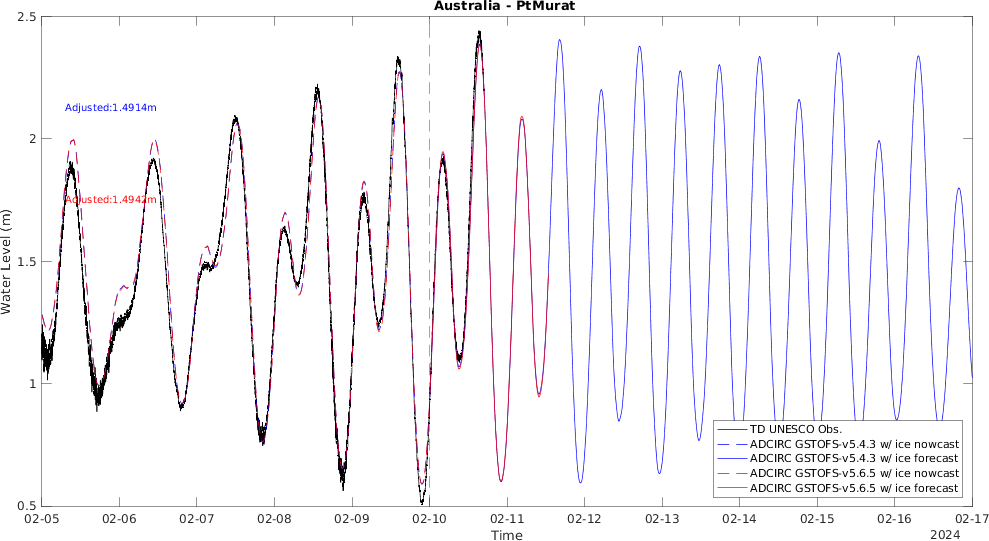 Australia - PtMurat
Water Level (m)
2.5
2
1.5
1
0.5
Adjusted:1.4914m
Adjusted:1.4942m
TD UNESCO Obs.
ADCIRC GSTOFS-v5.4.3 w/ ice nowcast
ADCIRC GSTOFS-v5.4.3 w/ ice forecast
ADCIRC GSTOFS-v5.6.5 w/ ice nowcast
ADCIRC GSTOFS-v5.6.5 w/ ice forecast
02-05 02-06 02-07 02-08 02-09 02-10 02-11 02-12 02-13 02-14 02-15 02-16 02-17
Time
2024